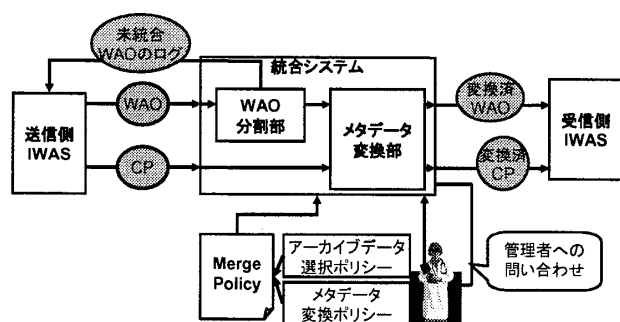 未統合
WAOのログ
統合システム
送信側
IWAS
WAO
WAO
分割部
メタデータ
変換部
変換済
WAO
受信側
IWAS
CP
変換済
CP
Merge
Policy
アーカイブデータ
選択ポリシー
メタデータ
変換ポリシー
管理者への
問い合わせ